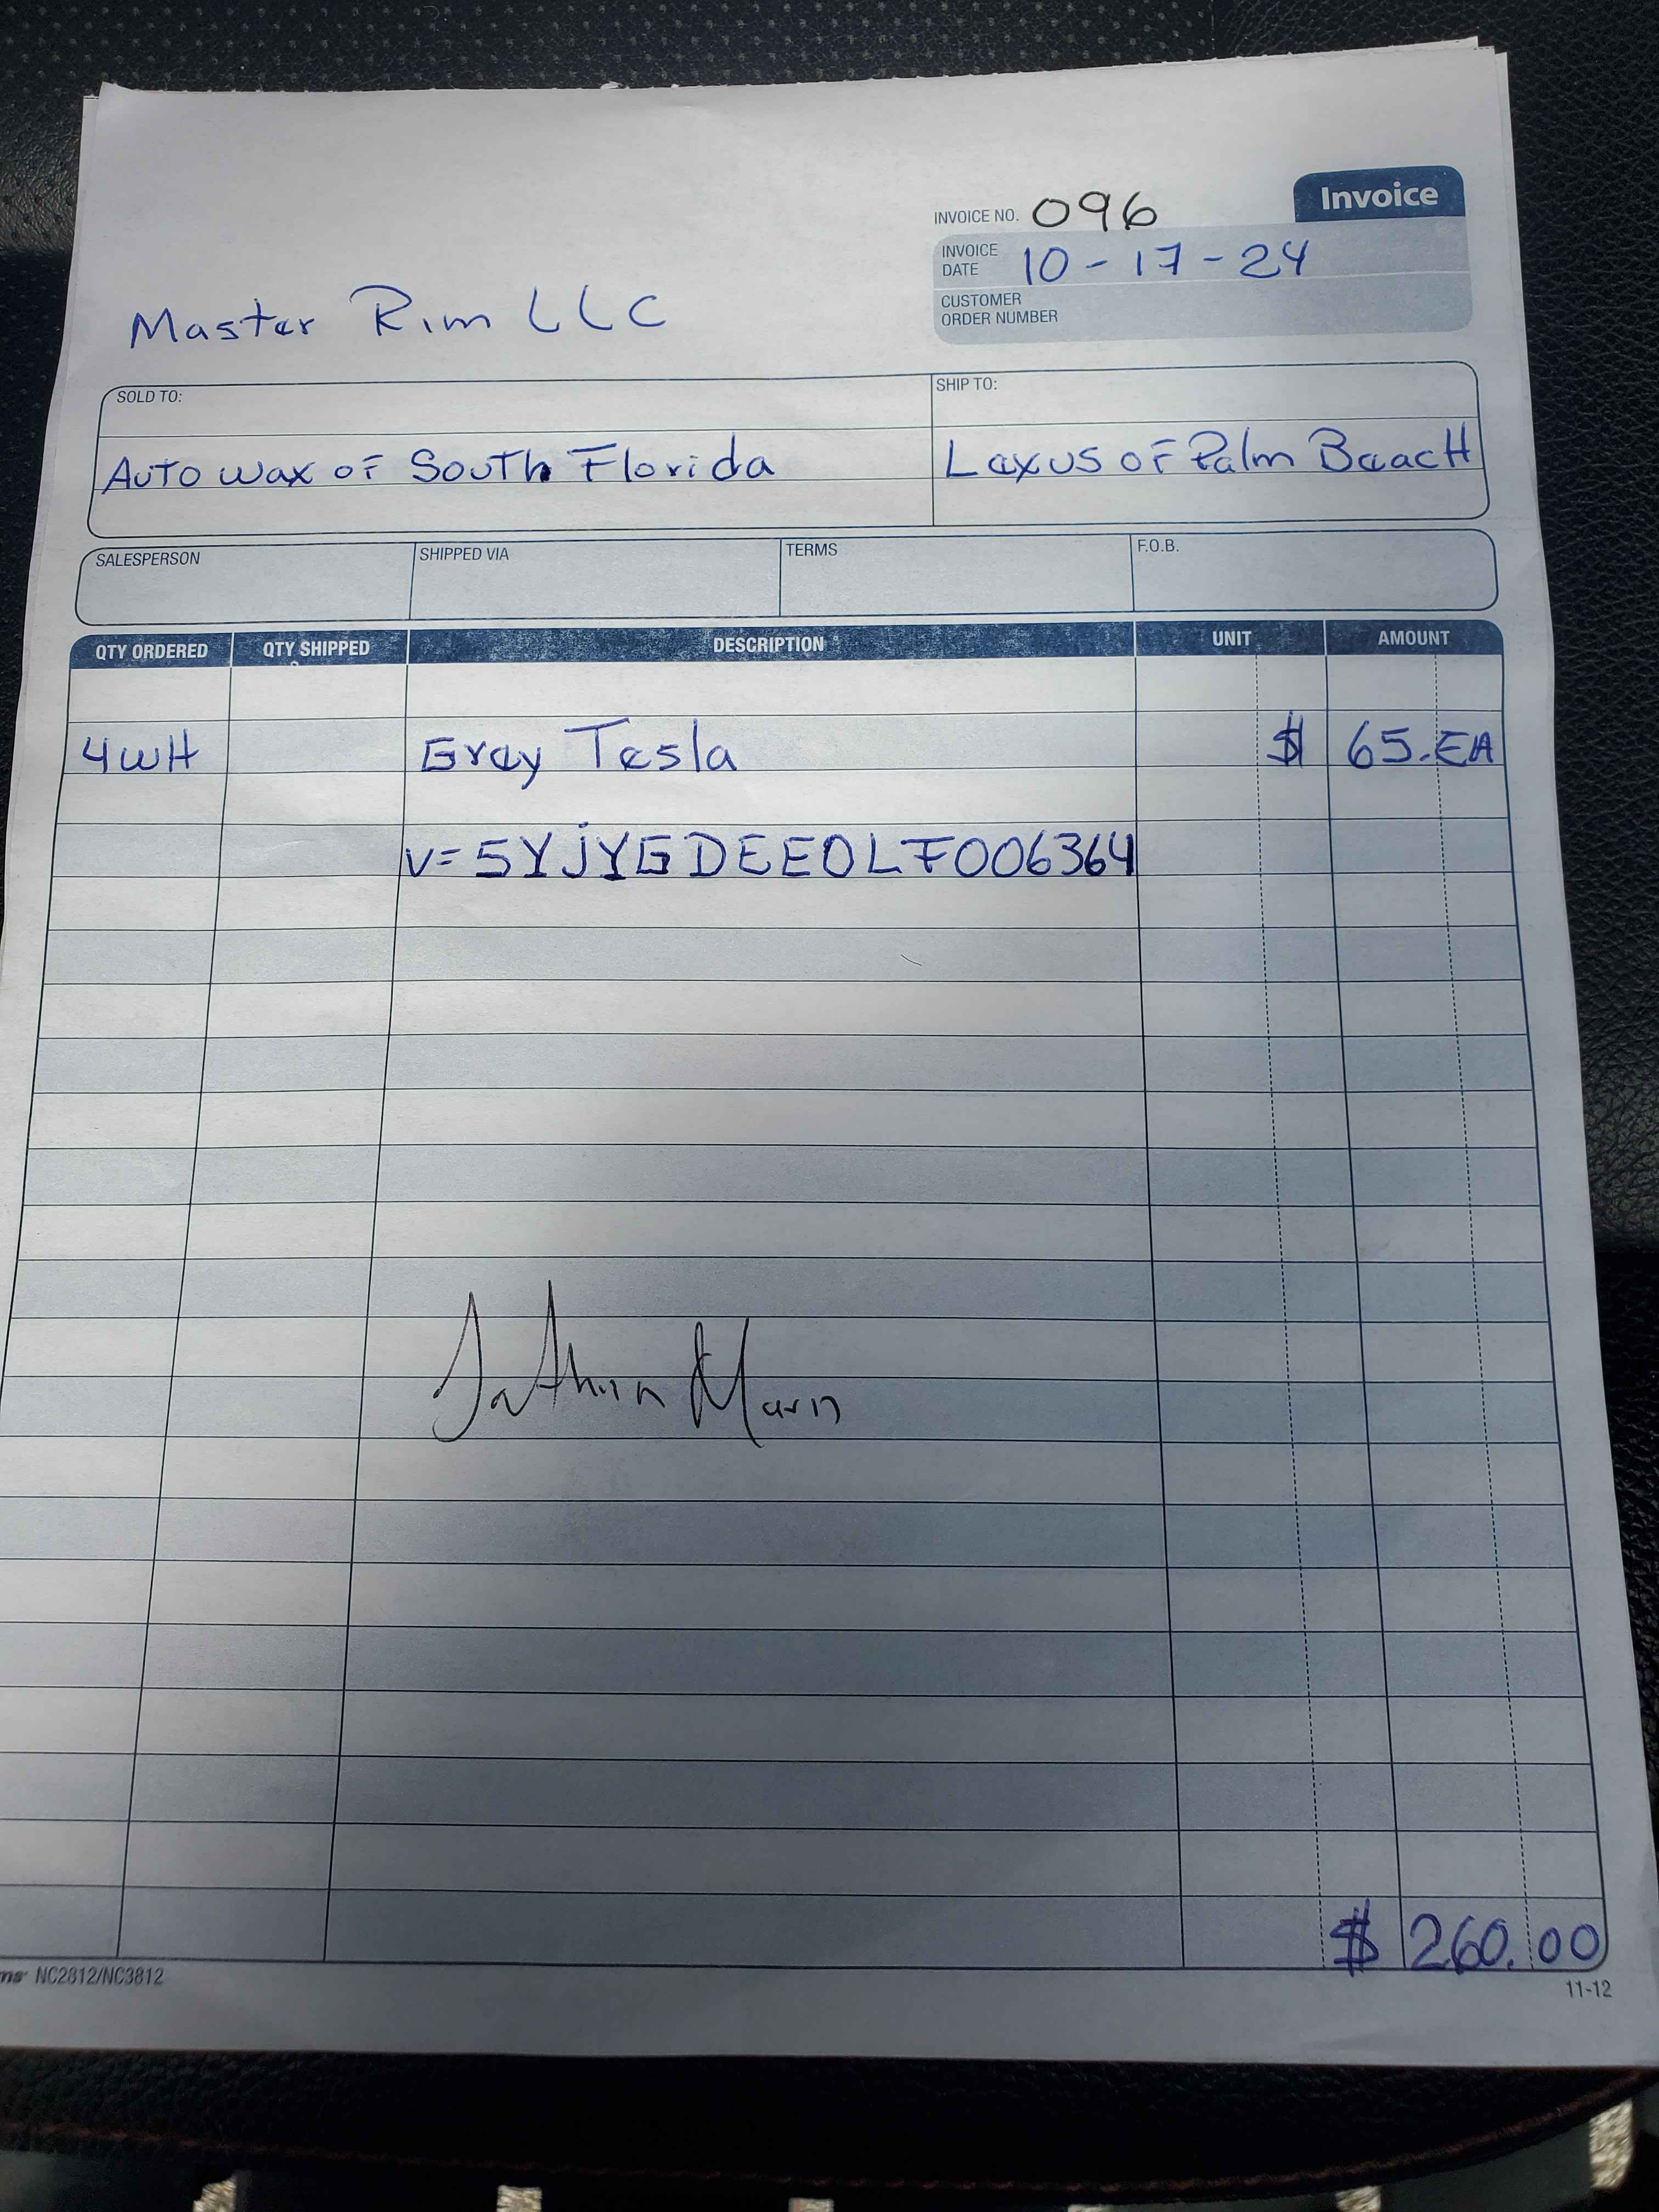 Invoice
INVOICE NO. 096
INVOICE DATE 10-17-24
CUSTOMER ORDER NUMBER
Master Rim LLC
SOLD TO:
Auto Wax of South Florida
SHIP TO:
Lexus of Palm Beach
SALESPERSON SHIPPED VIA TERMS F.O.B.
QTY ORDERED QTY SHIPPED DESCRIPTION UNIT AMOUNT
4WH Grey Tesla $ 65.EA
V=5YJYGDEE0LF006364
$ 260.00
NC2812/NC3812
11-12